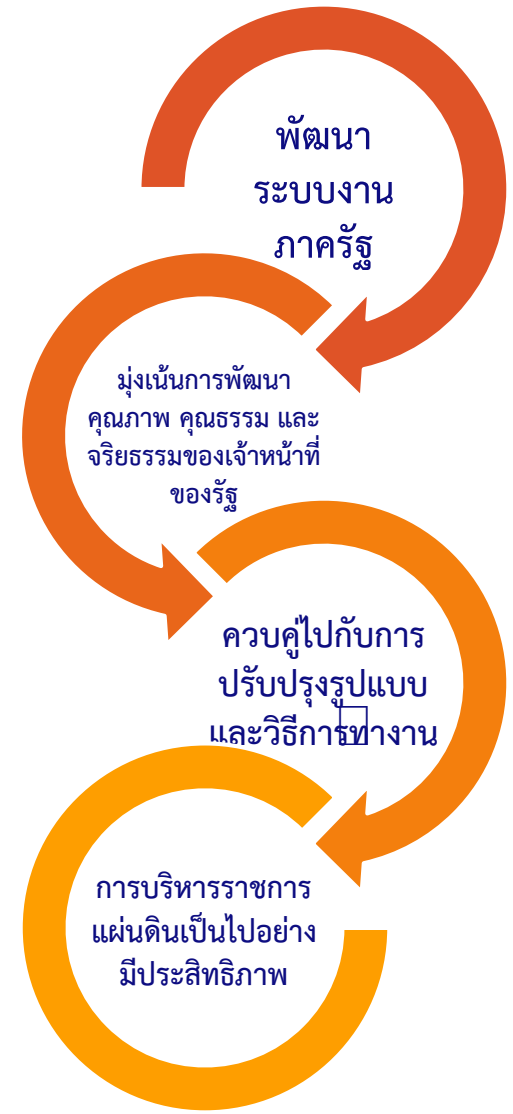 พัฒนา
ระบบงาน
ภาครัฐ
มุ่งเน้นการพัฒนา
คุณภาพ คุณธรรม และ
จริยธรรมของเจ้าหน้าที่
ของรัฐ
ควบคู่ไปกับการ
ปรับปรุงรูปแบบ
และวิธีการทางาน
การบริหารราชการ
แผ่นดินเป็นไปอย่าง
มีประสิทธิภาพ